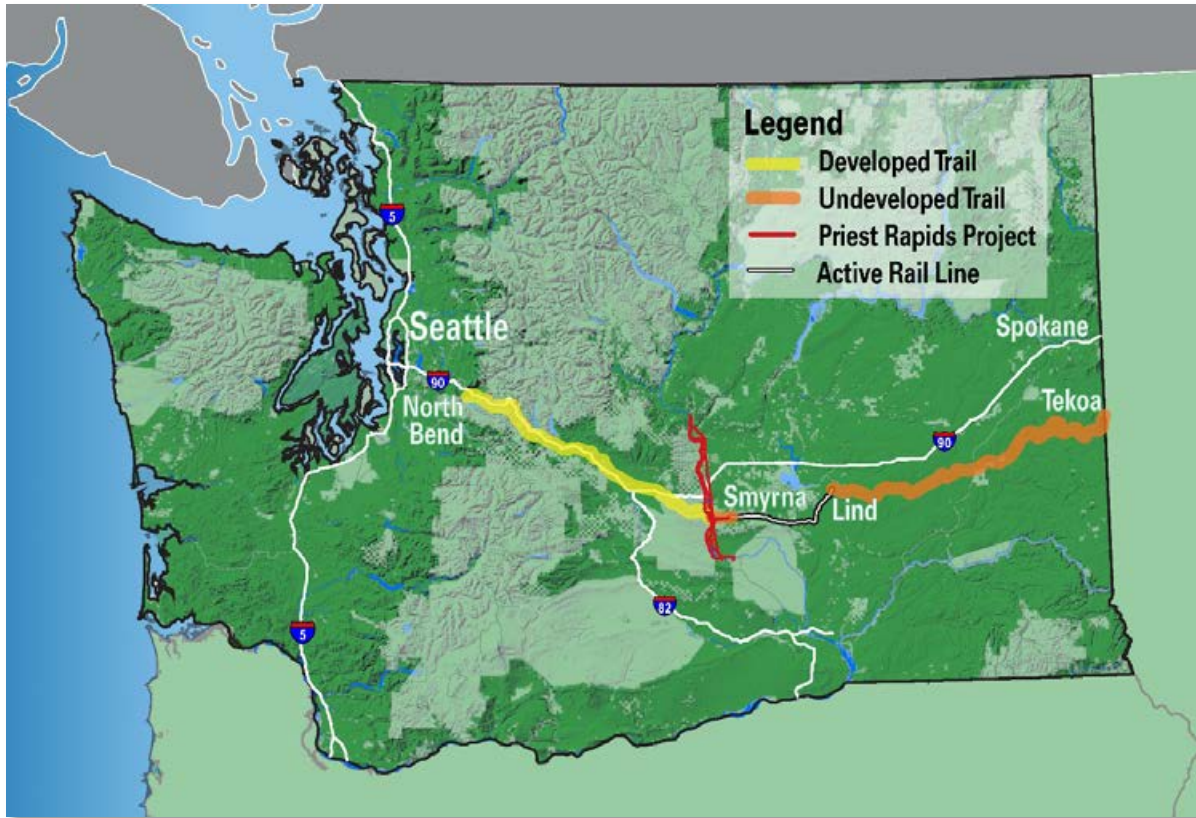 Legend
Developed Trail
Undeveloped Trail
Priest Rapids Project
Active Rail Line
5
Seattle
Spokane
90
North
Bend
Tekoa
90
Smyrna
Lind
82
5